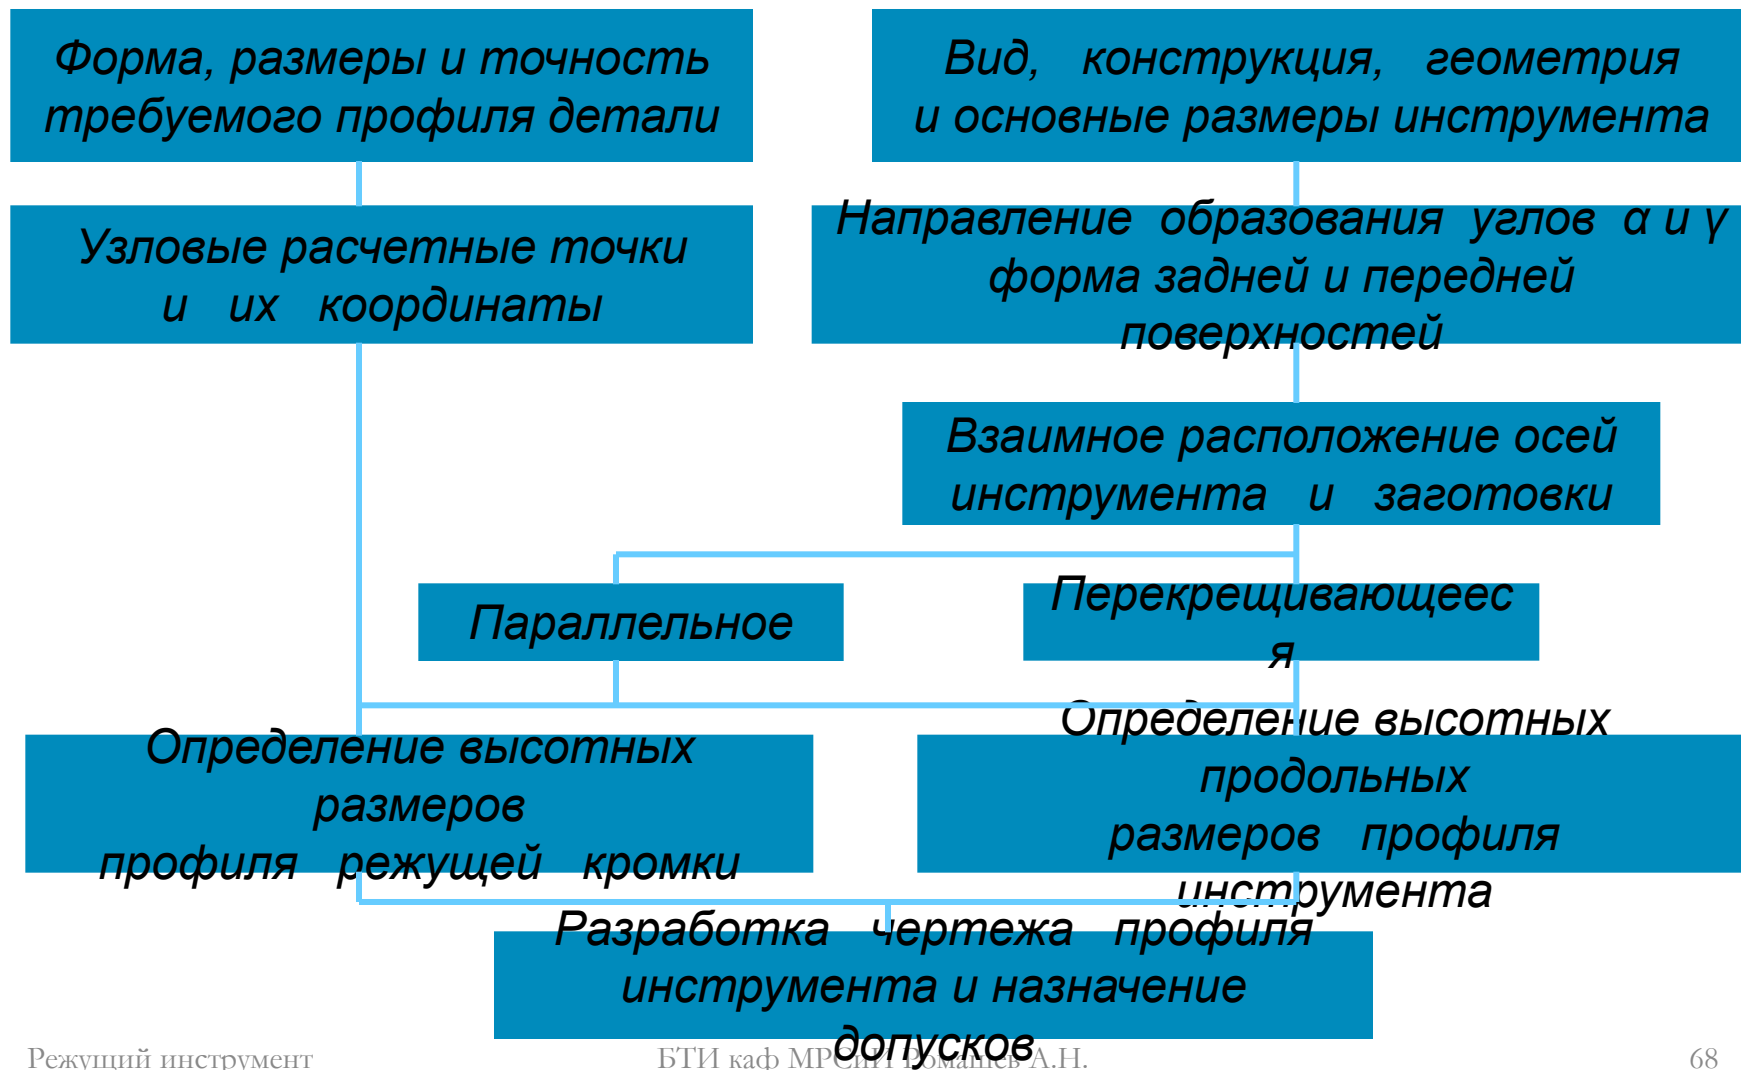 Форма, размеры и точность
требуемого профиля детали
Вид, конструкция, геометрия
и основные размеры инструмента
Узловые расчетные точки
и их координаты
Направление образования углов α и γ
форма задней и передней
поверхностей
Взаимное расположение осей
инструмента и заготовки
Параллельное
Перекрещивающеес
я
Определение высотных
размеров
профиля режущей кромки
Определение высотных
продольных
размеров профиля
инструмента
Разработка чертежа профиля
инструмента и назначение
допусков
Режущий инструмент
БТИ каф МРСиИ Ромашев А.Н.
68